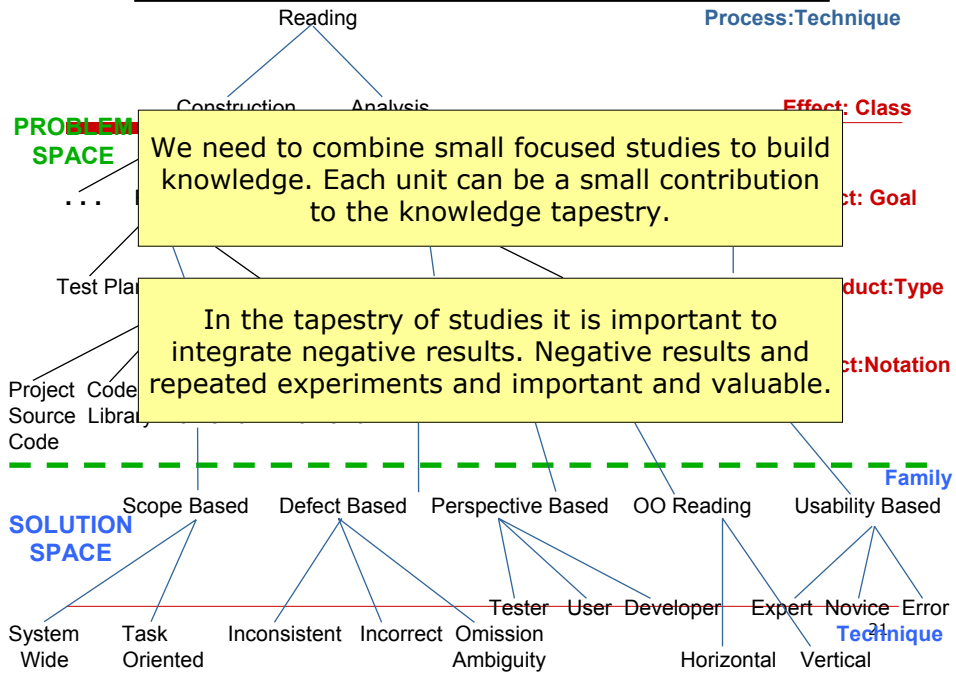 Reading
Process:Technique
Construction Analysis
Effect: Class
PROBLEM
SPACE
We need to combine small focused studies to build
knowledge. Each unit can be a small contribution
to the knowledge tapestry.
. . .
Goal
Test Plan
Type
In the tapestry of studies it is important to
integrate negative results. Negative results and
repeated experiments and important and valuable.
Notation
Project Code
Source Library
Code
Family
Scope Based Defect Based Perspective Based OO Reading Usability Based
SOLUTION
SPACE
Tester User Developer Expert Novice Error
System Task Inconsistent Incorrect Omission 21 Technique
Wide Oriented Ambiguity Horizontal Vertical